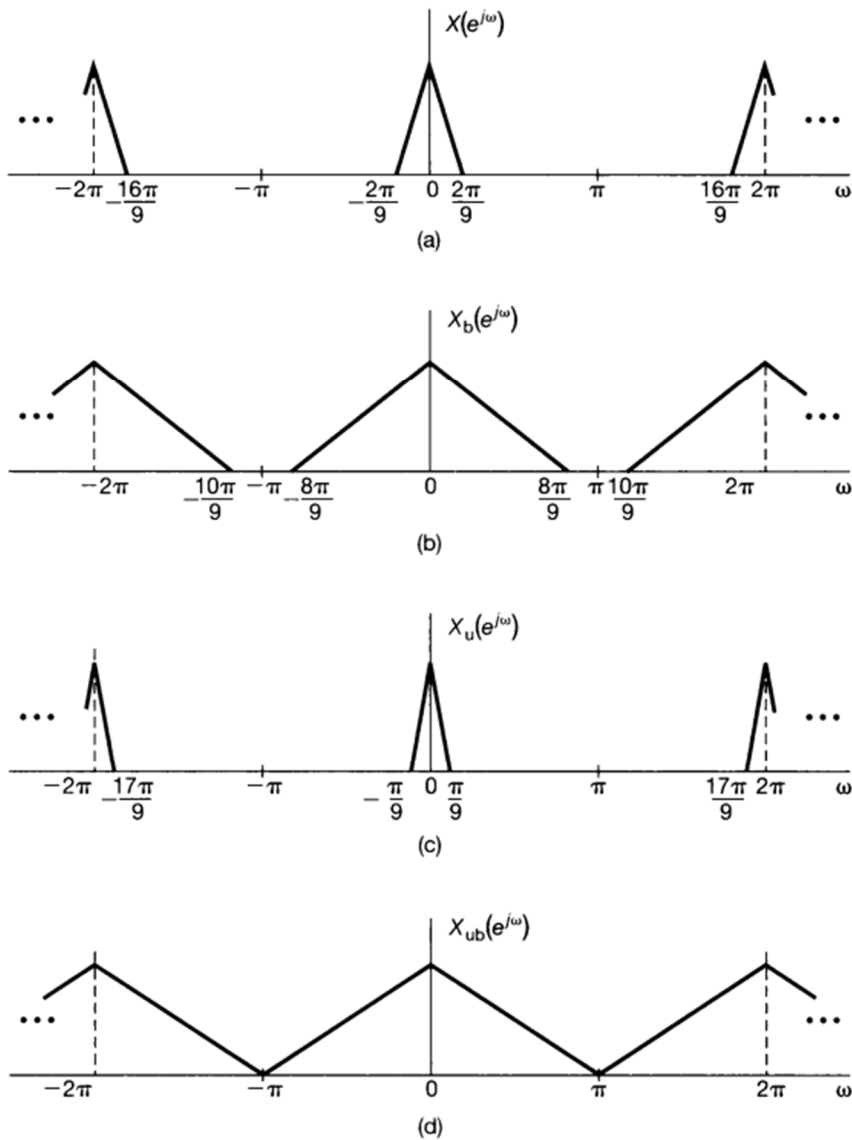 X(e^{jω})
... ...
−2π −16π/9 −π −2π/9 0 2π/9 π 16π/9 2π ω
(a)
X_b(e^{jω})
... ...
−2π −10π/9 −π −8π/9 0 8π/9 π 10π/9 2π ω
(b)
X_u(e^{jω})
... ...
−2π −17π/9 −π −π/9 0 π/9 π 17π/9 2π ω
(c)
X_{ub}(e^{jω})
... ...
−2π −π 0 π 2π ω
(d)